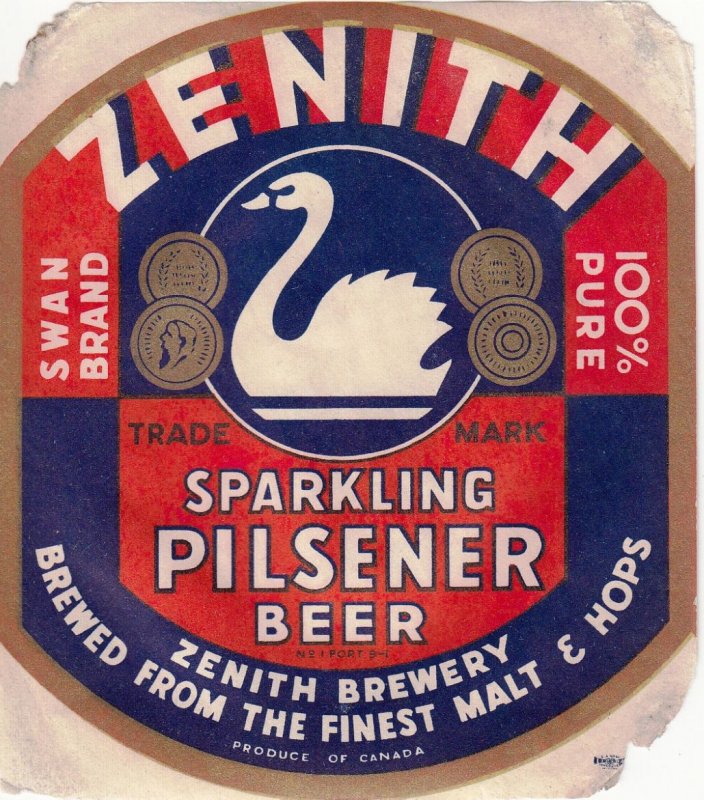 ZENITH
SWAN
BRAND
100%
PURE
TRADE MARK
SPARKLING
PILSENER
BEER
ZENITH BREWERY
BREWED FROM THE FINEST MALT & HOPS
PRODUCE OF CANADA